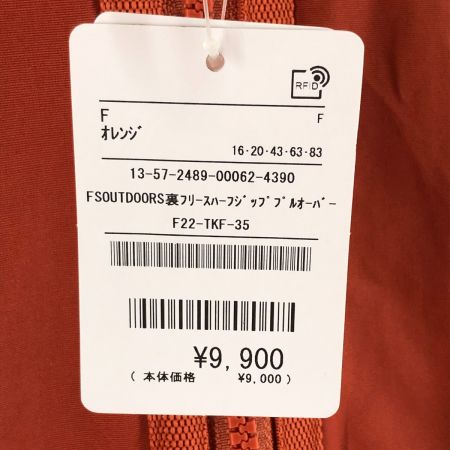 RFID
F F
ｵﾚﾝｼﾞ
16･20･43･63･83
13-57-2489-00062-4390
FSOUTDOORS裏ﾌﾘｰｽﾊｰﾌｼﾞｯﾌﾟﾌﾟﾙｵｰﾊﾞｰ
F22-TKF-35
¥9,900
( 本体価格 ¥9,000 )